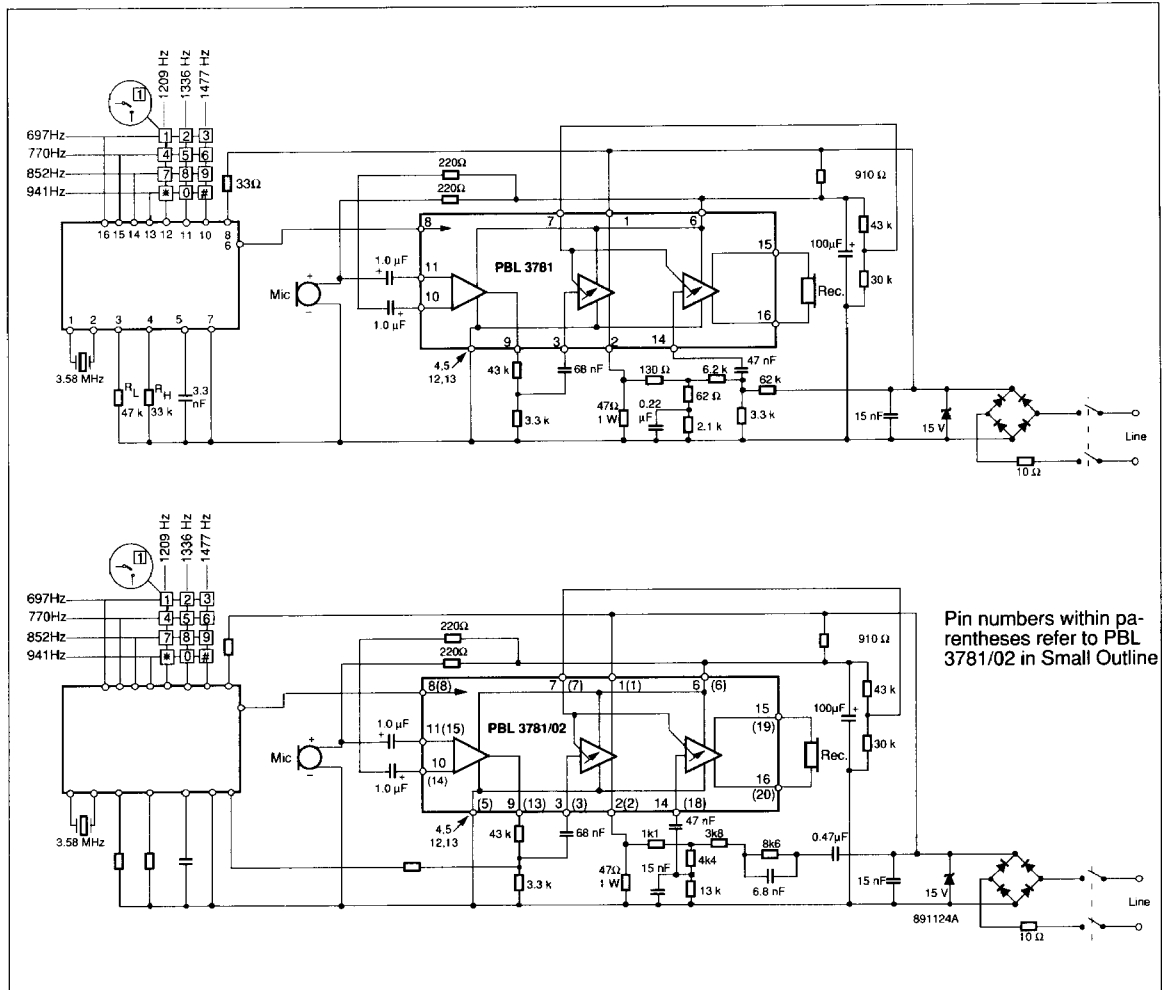 1209 Hz
1336 Hz
1477 Hz
1
697Hz
1 2 3
770Hz
4 5 6
852Hz
7 8 9
941Hz
* 0 #
33Ω
220Ω
220Ω
910 Ω
16 15 14 13 12 11 10 8
6
8
7 1 6
43 k
100µF
+
30 k
15
16
Rec.
1.0 µF
+
11
PBL 3781
Mic
+
-
10
+
1.0 µF
1 2 3 4 5 7
9 3 2 14
4,5
12,13
3.58 MHz
RL
47 k
RH
33 k
3.3
nF
43 k
3.3 k
68 nF
47 nF
130 Ω
6.2 k
62 k
62 Ω
47Ω
1 W
0.22
µF
2.1 k
3.3 k
15 nF
15 V
Line
10 Ω
1209 Hz
1336 Hz
1477 Hz
1
697Hz
1 2 3
770Hz
4 5 6
852Hz
7 8 9
941Hz
* 0 #
220Ω
220Ω
910 Ω
Pin numbers within pa-
rentheses refer to PBL
3781/02 in Small Outline
8(8)
7 (7) 1(1) 6 (6)
43 k
100µF
+
30 k
15
(19)
16
(20)
Rec.
1.0 µF
+
11(15)
PBL 3781/02
Mic
+
-
10
(14)
+
1.0 µF
(5) 9 (13) 3 (3) 2(2) 14 (18)
4,5
12,13
3.58 MHz
43 k
3.3 k
68 nF
47 nF
1k1
3k8
8k6
0.47µF
4k4
6.8 nF
47Ω
1 W
15 nF
13 k
15 nF
15 V
891124A
Line
10 Ω